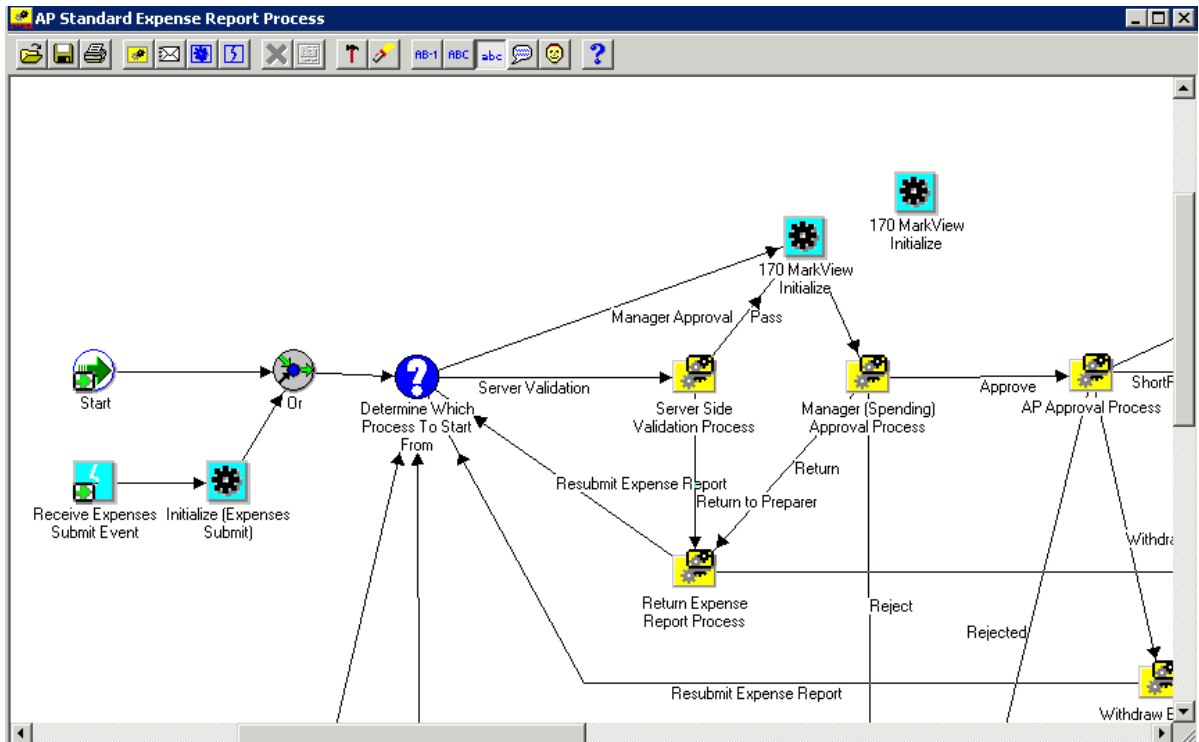 AP Standard Expense Report Process
AB-1 ABC abc
170 MarkView
Initialize
170 MarkView
Initialize
Manager Approval
Pass
Start
Or
Server Validation
Approve
ShortF
Determine Which
Process To Start
From
Server Side
Validation Process
Manager (Spending)
Approval Process
AP Approval Process
Return
Resubmit Expense Report
Return to Preparer
Receive Expenses
Submit Event
Initialize (Expenses
Submit)
Withdra
Return Expense
Report Process
Reject
Rejected
Resubmit Expense Report
Withdraw E